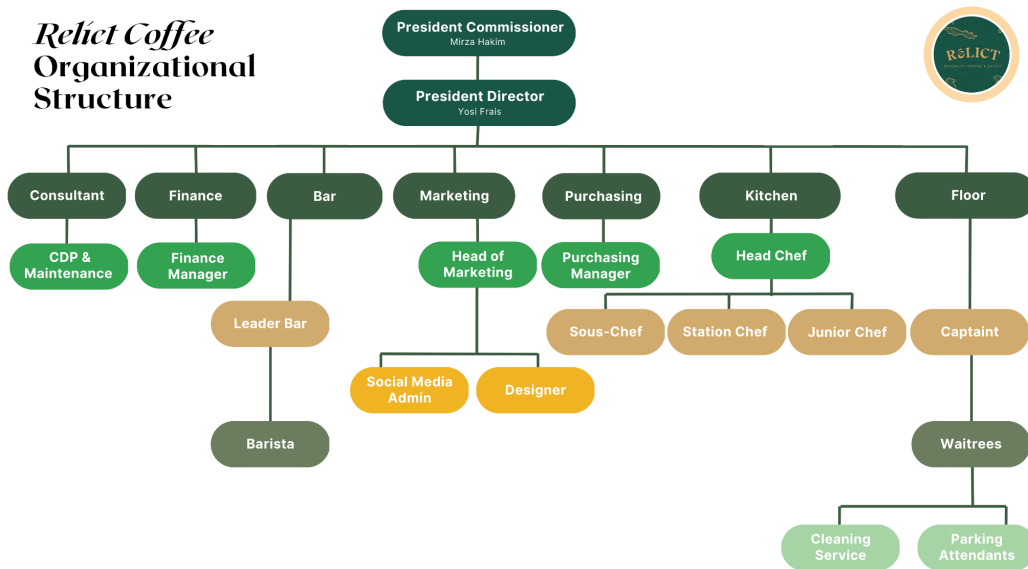 Relict Coffee
Organizational
Structure
President Commissioner
Mirza Hakim
RēLICT
President Director
Yosi Frais
Consultant
Finance
Bar
Marketing
Purchasing
Kitchen
Floor
CDP &
Maintenance
Finance
Manager
Head of
Marketing
Purchasing
Manager
Head Chef
Leader Bar
Sous-Chef
Station Chef
Junior Chef
Captaint
Social Media
Admin
Designer
Barista
Waitrees
Cleaning
Service
Parking
Attendants